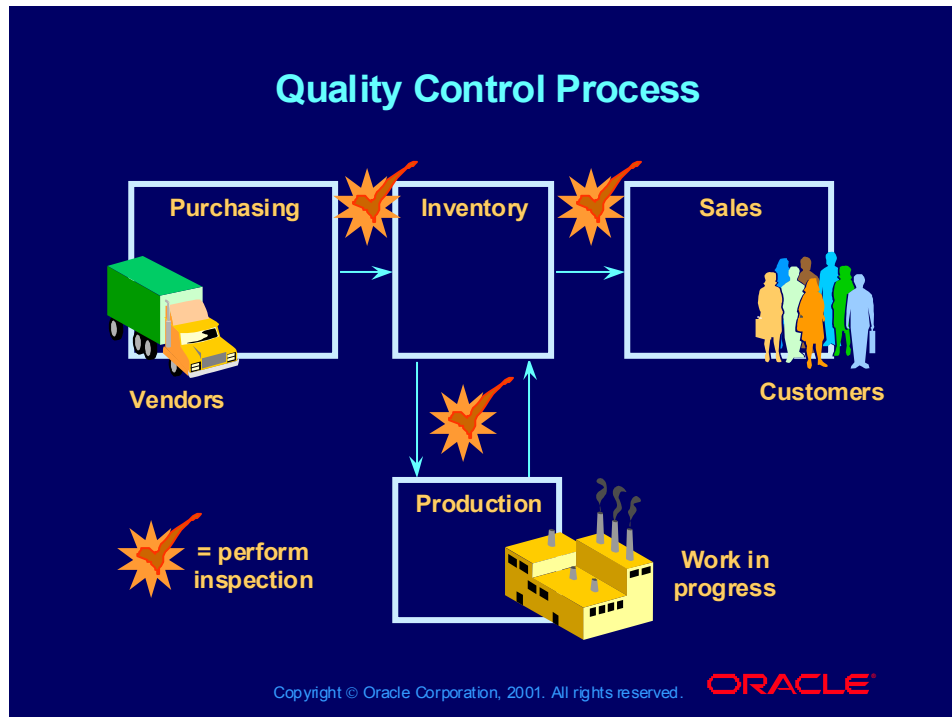 Quality Control Process
Purchasing
Inventory
Sales
Vendors
Customers
Production
= perform
inspection
Work in
progress
Copyright © Oracle Corporation, 2001. All rights reserved.
ORACLE®